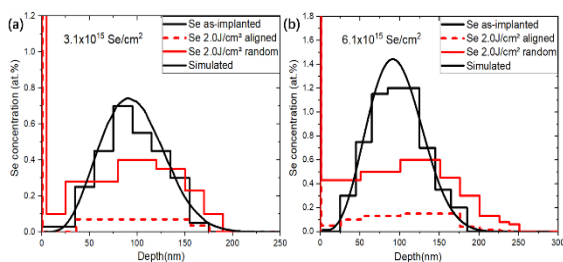 (a)
3.1x10¹⁵ Se/cm²
Se as-implanted
Se 2.0J/cm² aligned
Se 2.0J/cm² random
Simulated
Se concentration (at.%)
1.2
1.0
0.8
0.6
0.4
0.2
0.0
0 50 100 150 200 250
Depth(nm)
(b)
6.1x10¹⁵ Se/cm²
Se as-implanted
Se 2.0J/cm² aligned
Se 2.0J/cm² random
Simulated
Se concentration (at.%)
1.8
1.6
1.4
1.2
1.0
0.8
0.6
0.4
0.2
0.0
0 50 100 150 200 250 300
Depth(nm)